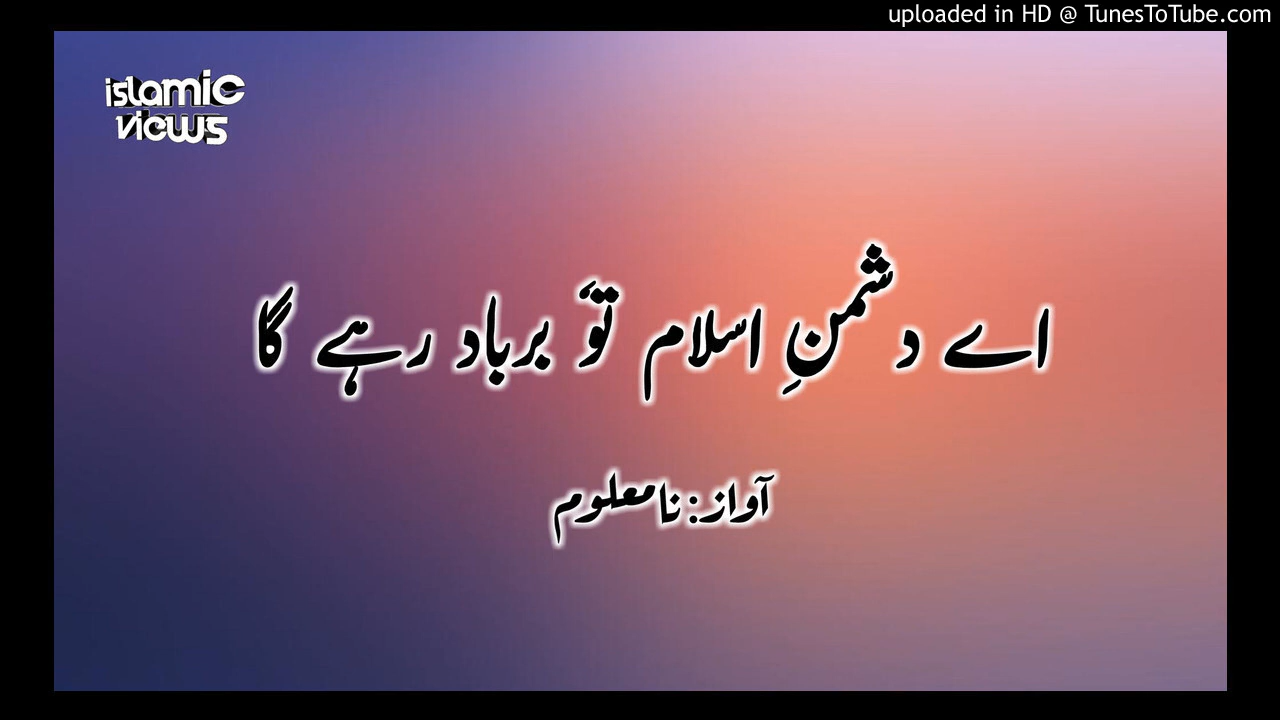 uploaded in HD @ TunesToTube.com
islamic
views
اے دشمنِ اسلام توُ برباد رہے گا
آواز: نامعلوم